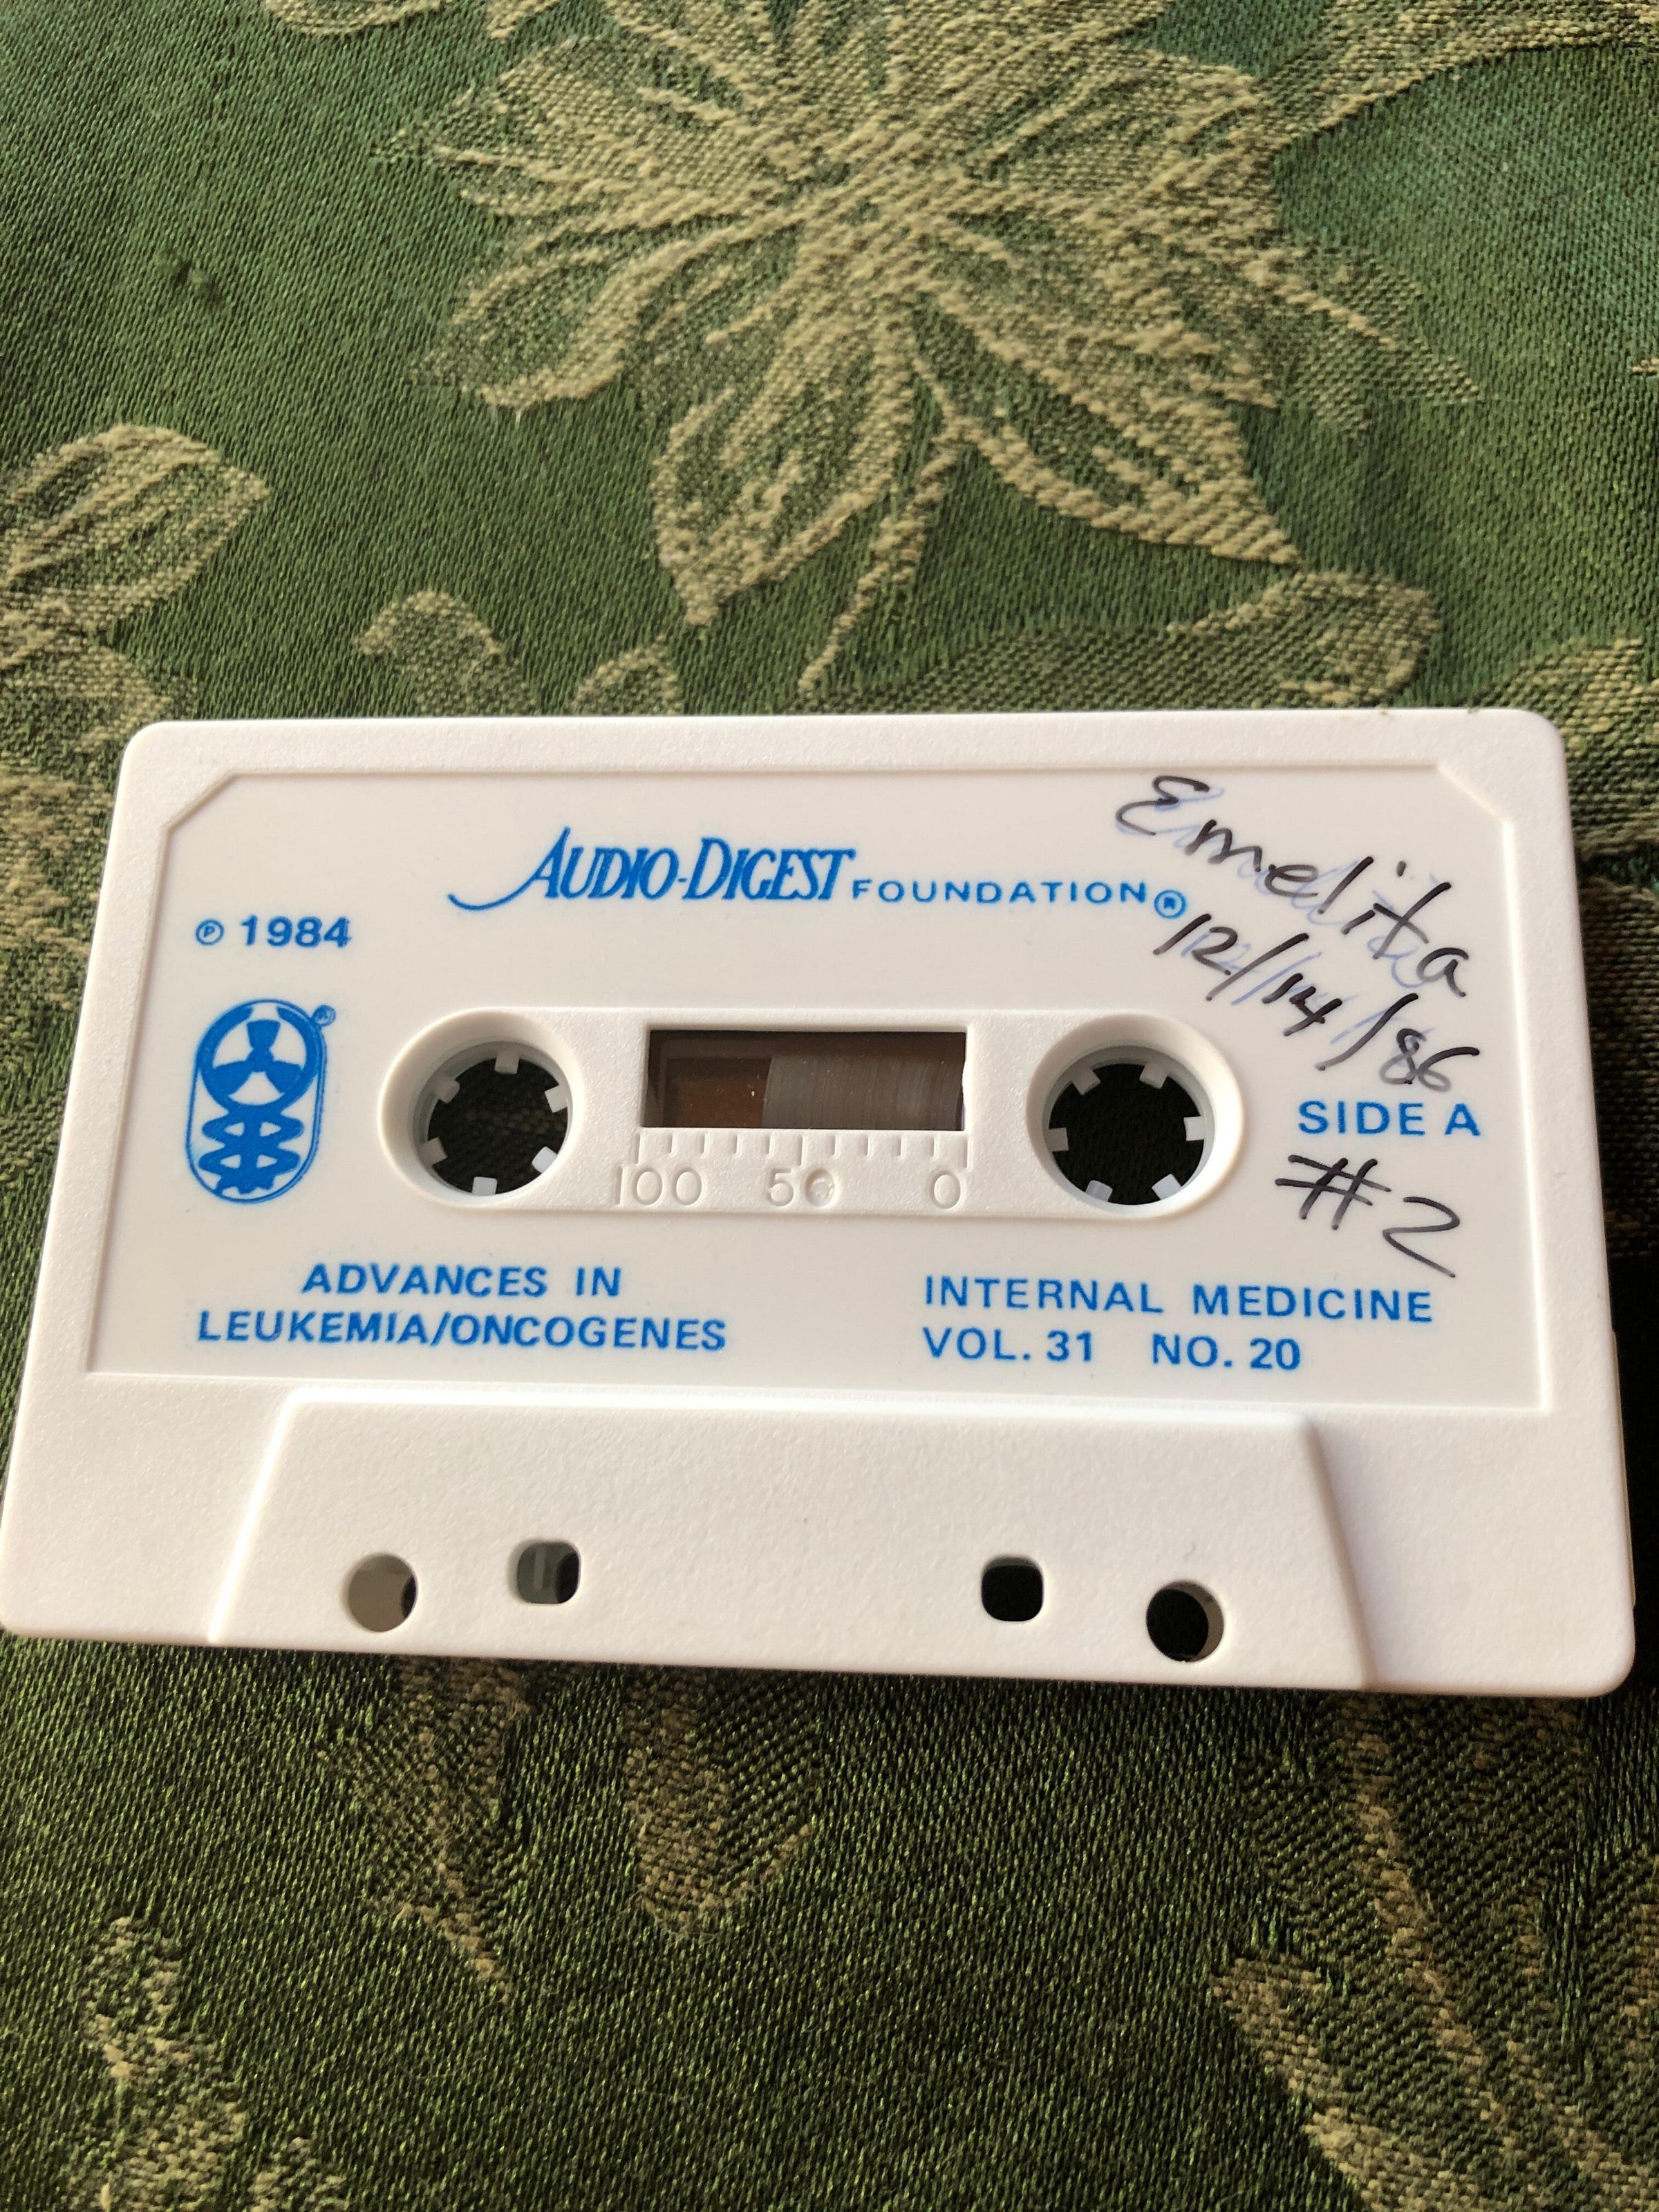 AUDIO-DIGEST FOUNDATION®
℗ 1984
Emelita
12/14/86
SIDE A
#2
100 50 0
ADVANCES IN
LEUKEMIA/ONCOGENES
INTERNAL MEDICINE
VOL. 31 NO. 20